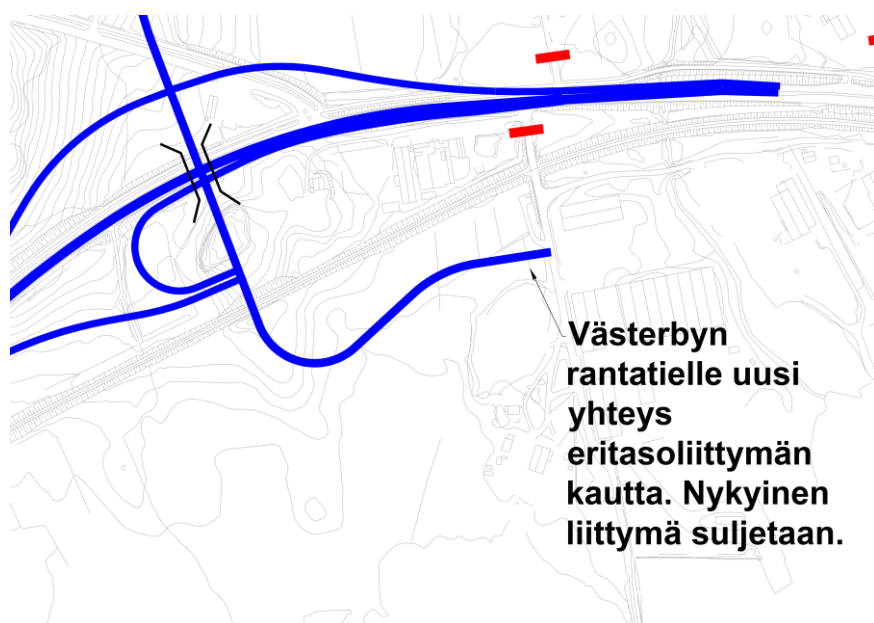 Västerbyn
rantatielle uusi
yhteys
eritasoliittymän
kautta. Nykyinen
liittymä suljetaan.